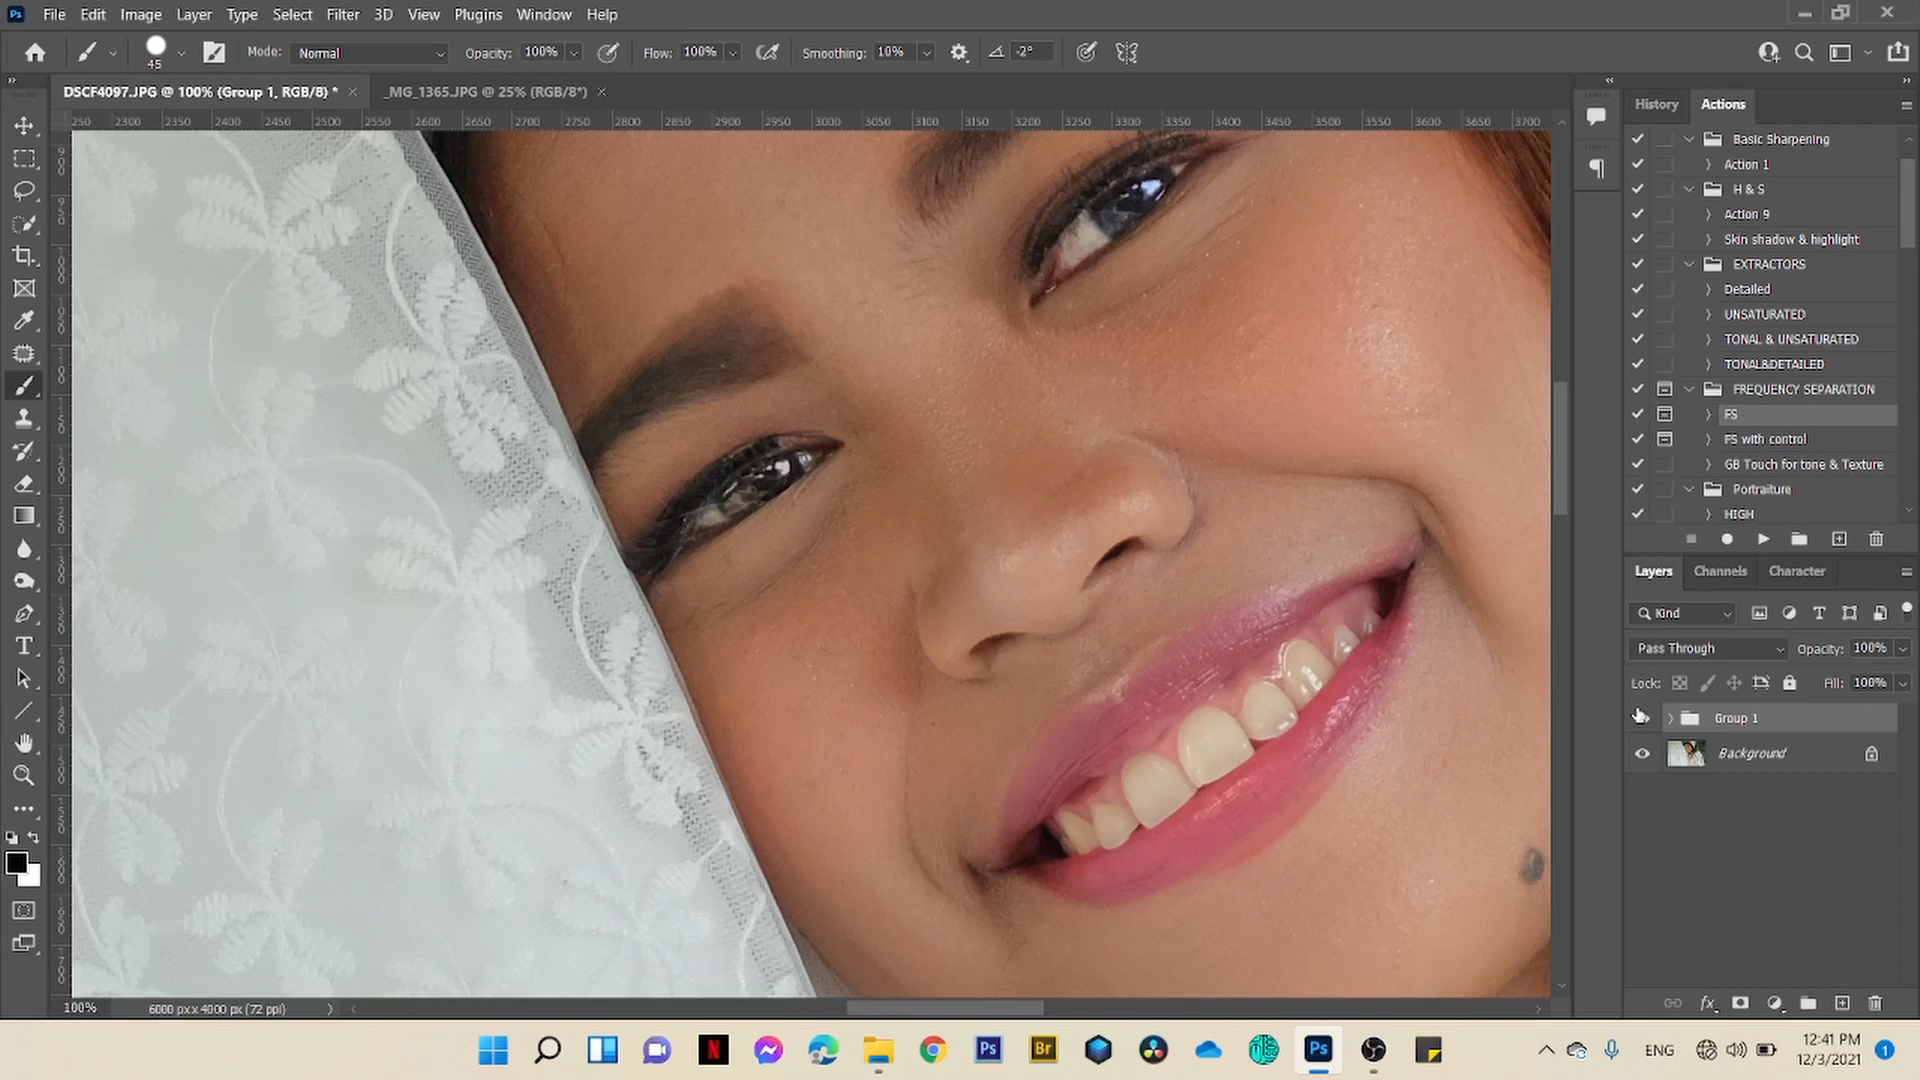 Ps File Edit Image Layer Type Select Filter 3D View Plugins Window Help
45 Mode: Normal Opacity: 100% Flow: 100% Smoothing: 10% -2°
DSCF4097.JPG @ 100% (Group 1, RGB/8) * _MG_1365.JPG @ 25% (RGB/8*)
250 2300 2350 2400 2450 2500 2550 2600 2650 2700 2750 2800 2850 2900 2950 3000 3050 3100 3150 3200 3250 3300 3350 3400 3450 3500 3550 3600 3650 3700
History Actions
Basic Sharpening
Action 1
H & S
Action 9
Skin shadow & highlight
EXTRACTORS
Detailed
UNSATURATED
TONAL & UNSATURATED
TONAL&DETAILED
FREQUENCY SEPARATION
FS
FS with control
GB Touch for tone & Texture
Portraiture
HIGH
Layers Channels Character
Kind
Pass Through Opacity: 100%
Lock: Fill: 100%
Group 1
Background
100% 6000 px x 4000 px (72 ppi)
N Ps Br Ps ENG 12:41 PM 1
12/3/2021